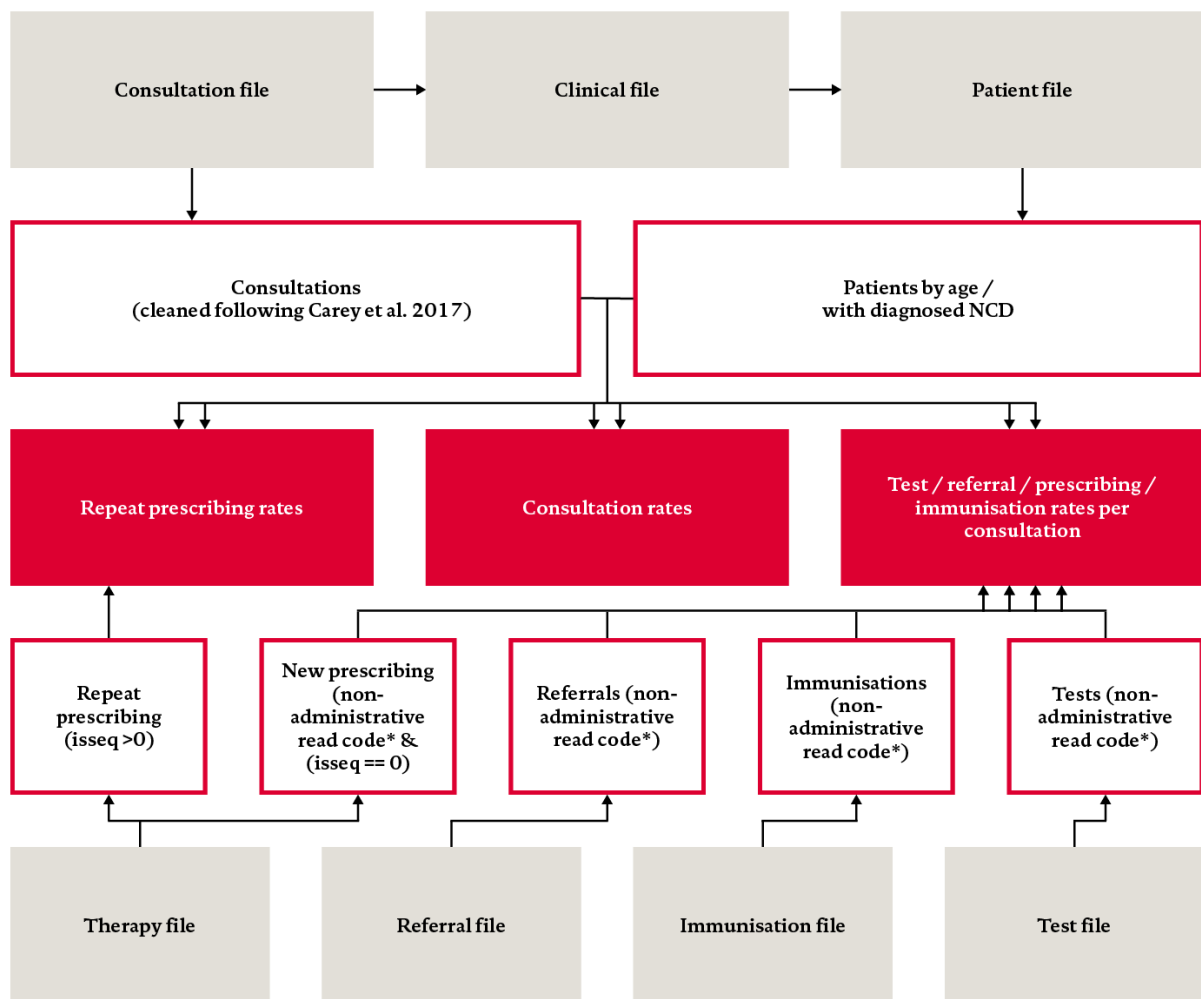 Consultation file
Clinical file
Patient file
Consultations
(cleaned following Carey et al. 2017)
Patients by age /
with diagnosed NCD
Repeat prescribing rates
Consultation rates
Test / referral / prescribing /
immunisation rates per
consultation
Repeat
prescribing
(isseq >0)
New prescribing
(non-
administrative
read code* &
(isseq == 0)
Referrals (non-
administrative
read code*)
Immunisations
(non-
administrative
read code*)
Tests (non-
administrative
read code*)
Therapy file
Referral file
Immunisation file
Test file